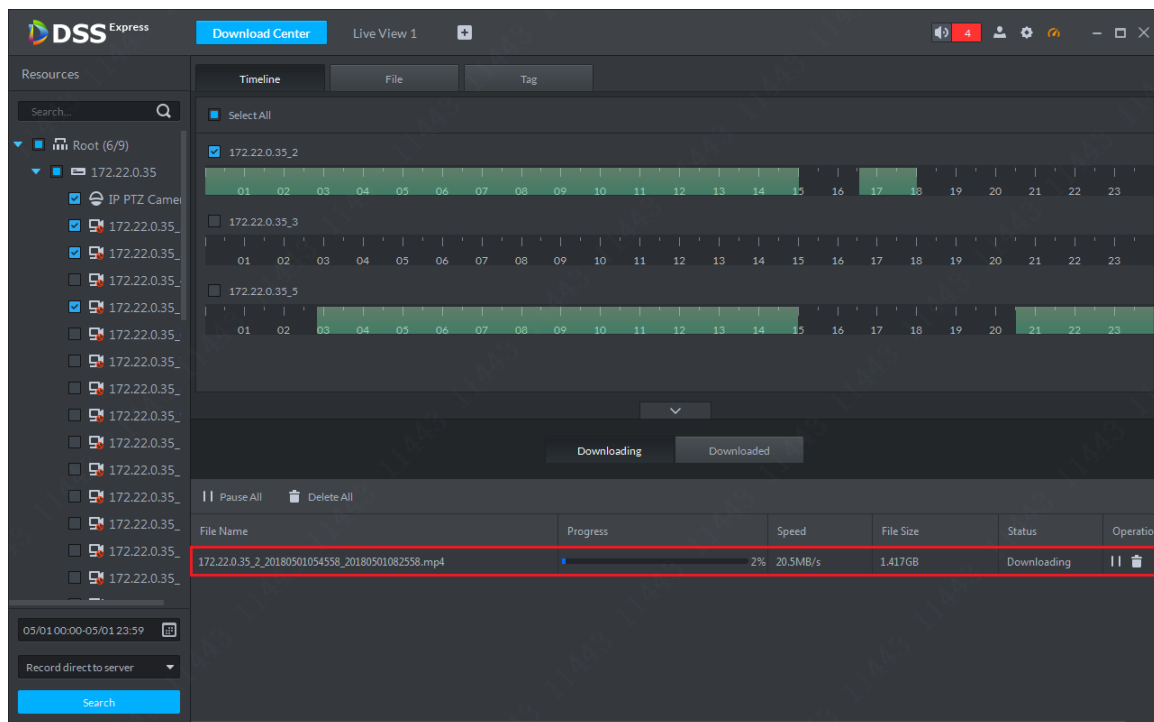 DSS Express
Download Center
Live View 1
4
Resources
Timeline
File
Tag
Search...
Select All
Root (6/9)
172.22.0.35_2
172.22.0.35
01 02 03 04 05 06 07 08 09 10 11 12 13 14 15 16 17 18 19 20 21 22 23
IP PTZ Camer
172.22.0.35_3
172.22.0.35_
172.22.0.35_
01 02 03 04 05 06 07 08 09 10 11 12 13 14 15 16 17 18 19 20 21 22 23
172.22.0.35_
172.22.0.35_5
172.22.0.35_
01 02 03 04 05 06 07 08 09 10 11 12 13 14 15 16 17 18 19 20 21 22 23
172.22.0.35_
172.22.0.35_
172.22.0.35_
172.22.0.35_
172.22.0.35_
172.22.0.35_
172.22.0.35_
172.22.0.35_
172.22.0.35_
172.22.0.35_
Downloading
Downloaded
Pause All
Delete All
File Name
Progress
Speed
File Size
Status
Operatio
172.22.0.35_2_20180501054558_20180501082558.mp4
2%
20.5MB/s
1.417GB
Downloading
05/01 00:00-05/01 23:59
Record direct to server
Search
11443